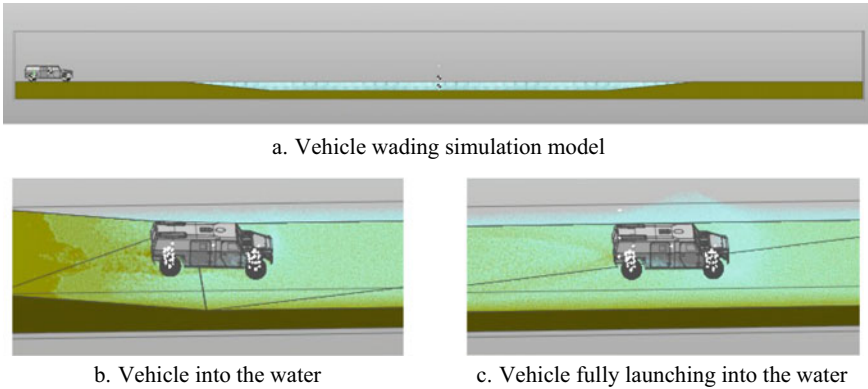 a. Vehicle wading simulation model
b. Vehicle into the water
c. Vehicle fully launching into the water